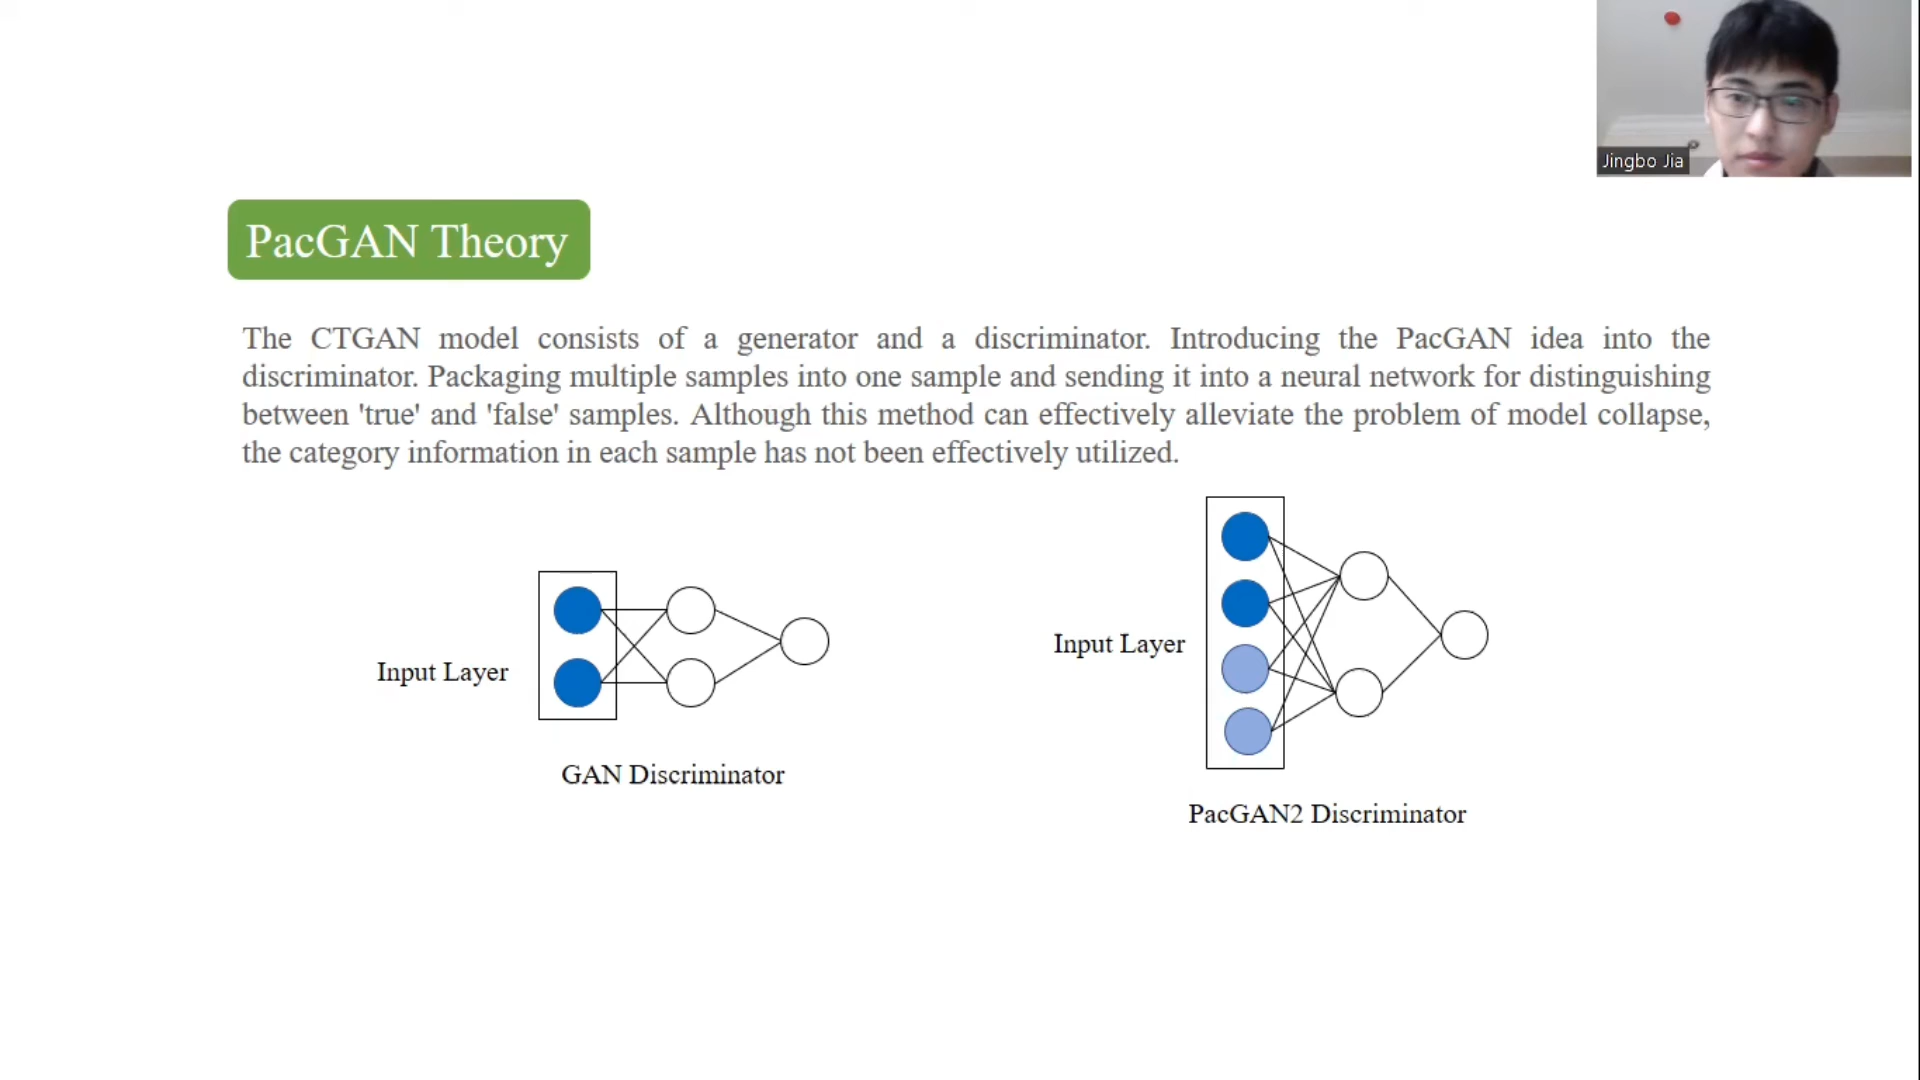 Jingbo Jia
PacGAN Theory
The CTGAN model consists of a generator and a discriminator. Introducing the PacGAN idea into the
discriminator. Packaging multiple samples into one sample and sending it into a neural network for distinguishing
between 'true' and 'false' samples. Although this method can effectively alleviate the problem of model collapse,
the category information in each sample has not been effectively utilized.
Input Layer
GAN Discriminator
Input Layer
PacGAN2 Discriminator